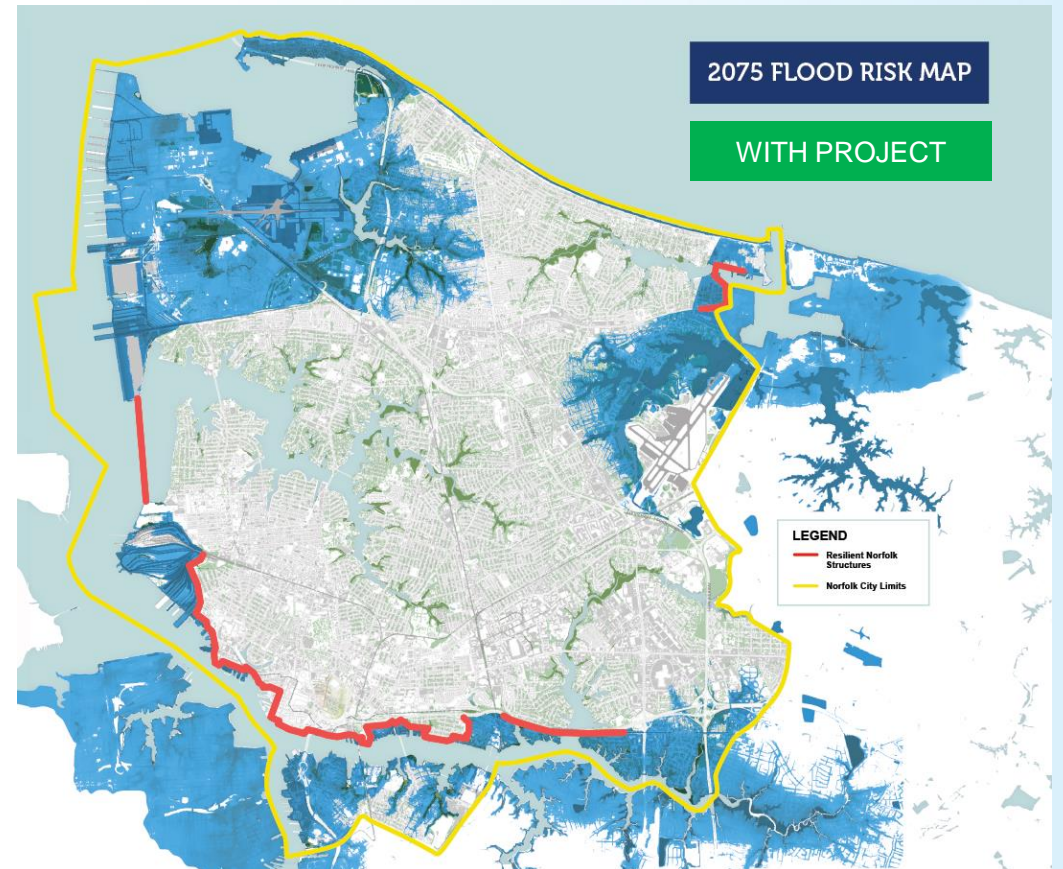 2075 FLOOD RISK MAP
WITH PROJECT
LEGEND
Resilient Norfolk
Structures
Norfolk City Limits